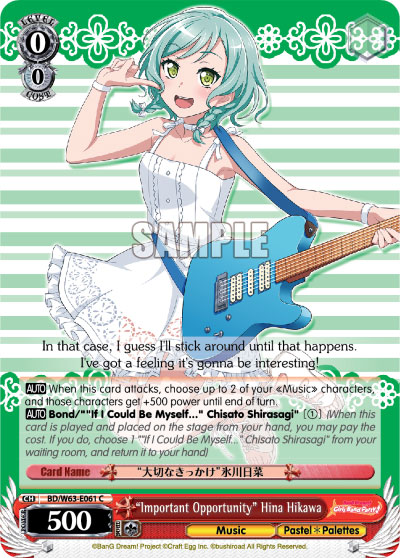 LEVEL
0
0
COST
SAMPLE
In that case, I guess I'll stick around until that happens.
I've got a feeling it's gonna be interesting!
AUTO When this card attacks, choose up to 2 of your «Music» characters,
and those characters get +500 power until end of turn.
AUTO Bond/""If I Could Be Myself..." Chisato Shirasagi" [①] (When this
card is played and placed on the stage from your hand, you may pay the
cost. If you do, choose 1 ""If I Could Be Myself..." Chisato Shirasagi" from your
waiting room, and return it to your hand)
Card Name
“大切なきっかけ”氷川日菜
Girls Band Party!
CH
BD/W63-E061 C
"Important Opportunity" Hina Hikawa
POWER
500
Music
Pastel＊Palettes
©BanG Dream! Project ©Craft Egg Inc. ©bushiroad All Rights Reserved.